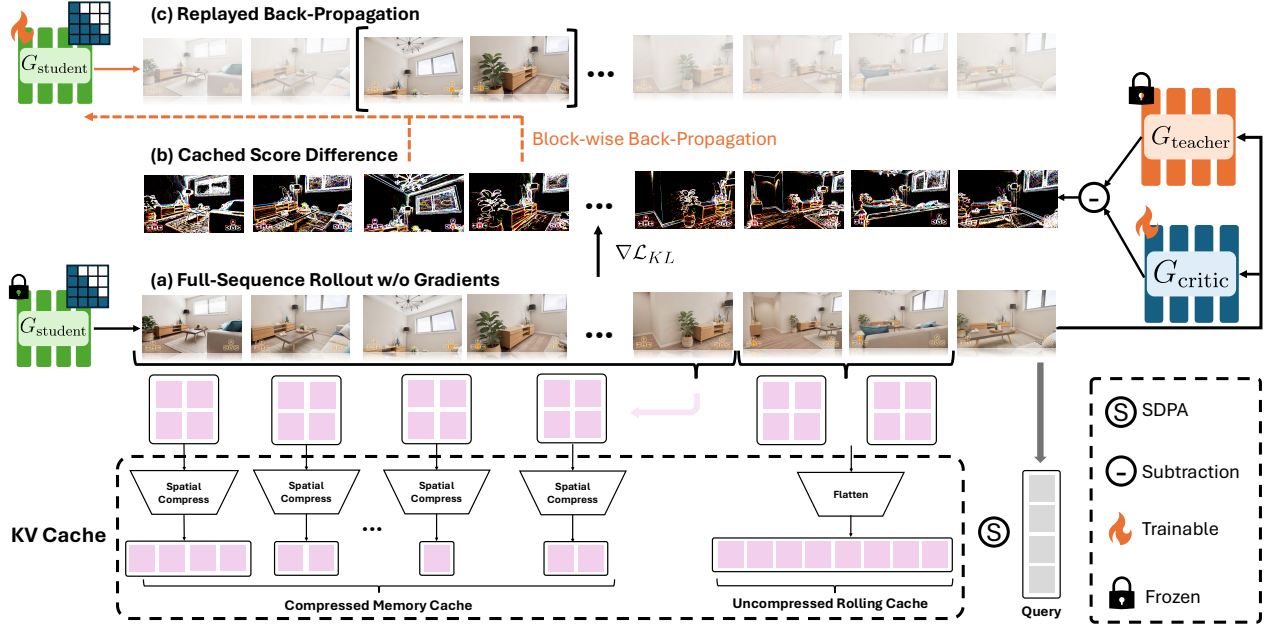 (c) Replayed Back-Propagation
G_student
...
Block-wise Back-Propagation
G_teacher
(b) Cached Score Difference
...
-
∇ℒ_KL
G_critic
(a) Full-Sequence Rollout w/o Gradients
G_student
...
S SDPA
- Subtraction
Trainable
Frozen
Spatial
Compress
Spatial
Compress
Spatial
Compress
Spatial
Compress
Flatten
...
KV Cache
S
Compressed Memory Cache
Uncompressed Rolling Cache
Query